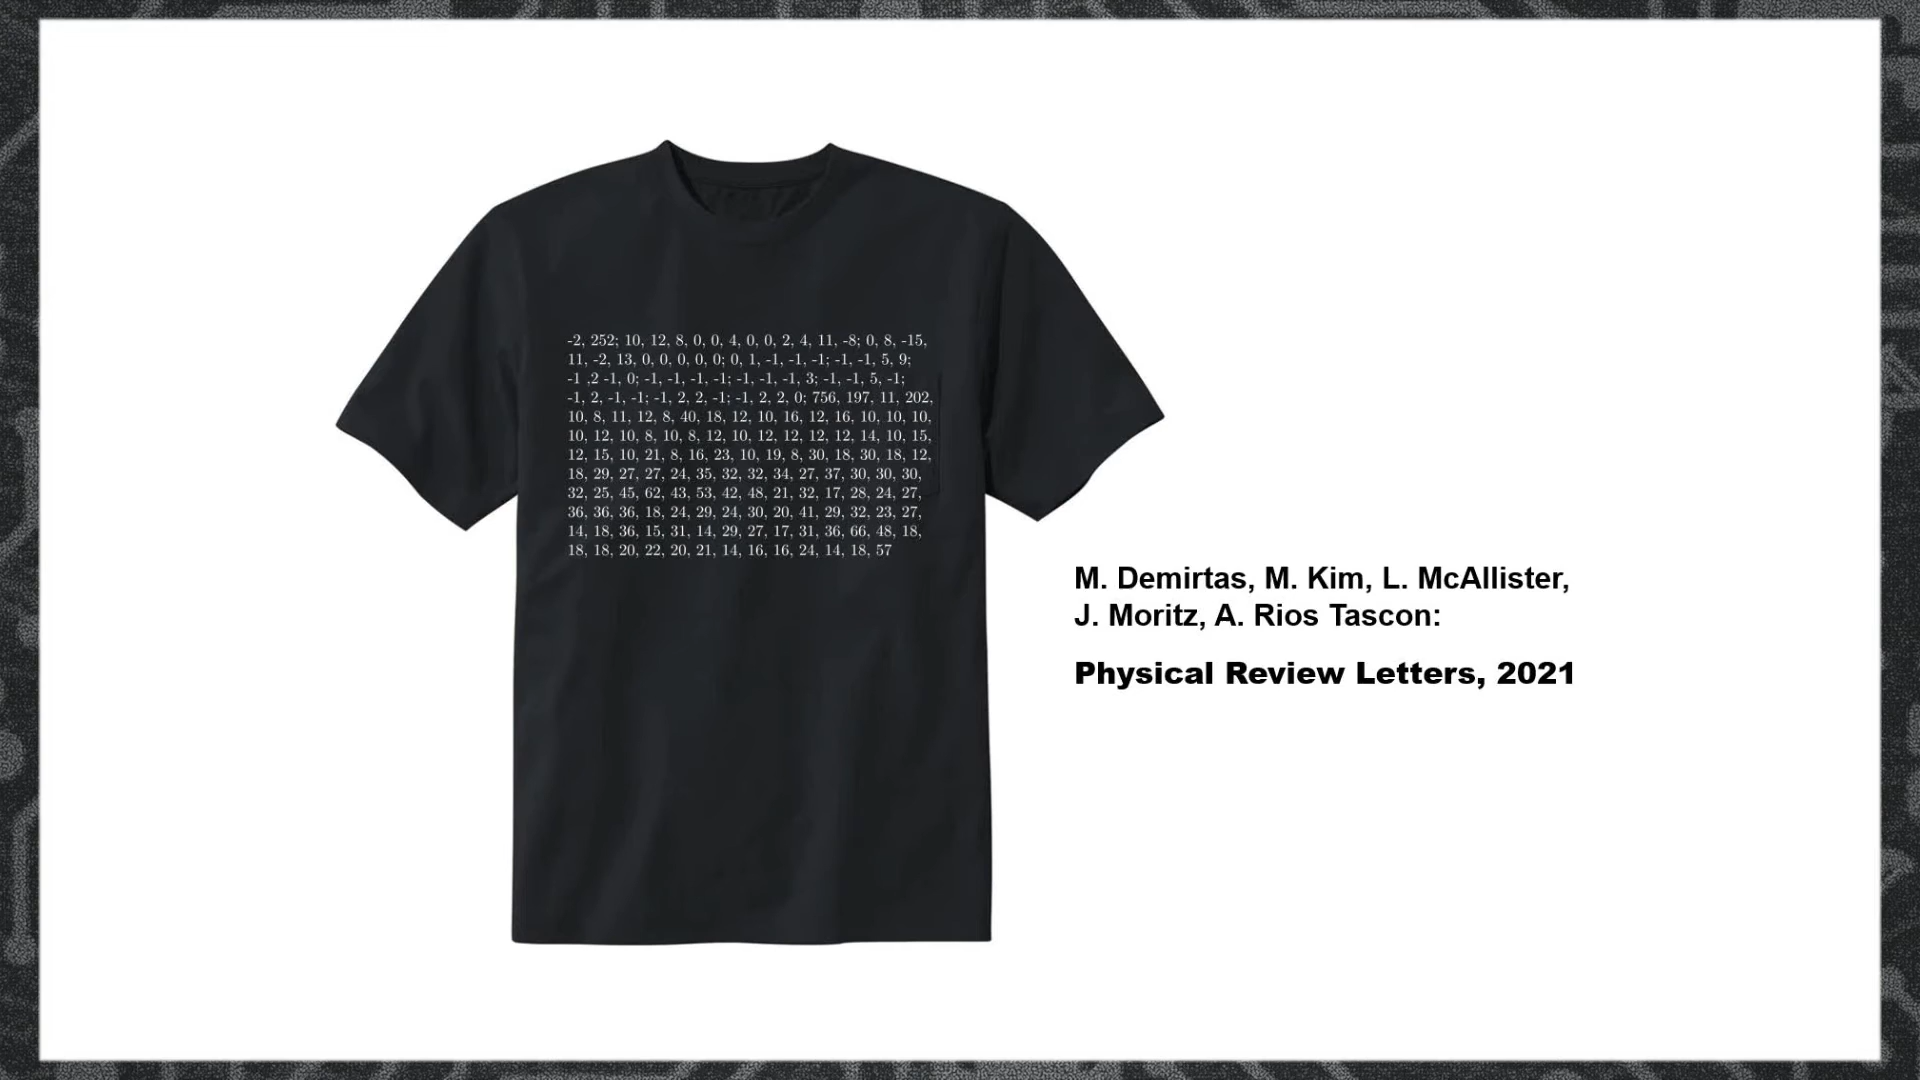 -2, 252; 10, 12, 8, 0, 0, 4, 0, 0, 2, 4, 11, -8; 0, 8, -15,
11, -2, 13, 0, 0, 0, 0, 0; 0, 1, -1, -1, -1; -1, -1, 5, 9;
-1 ,2 -1, 0; -1, -1, -1, -1; -1, -1, -1, 3; -1, -1, 5, -1;
-1, 2, -1, -1; -1, 2, 2, -1; -1, 2, 2, 0; 756, 197, 11, 202,
10, 8, 11, 12, 8, 40, 18, 12, 10, 16, 12, 16, 10, 10, 10,
10, 12, 10, 8, 10, 8, 12, 10, 12, 12, 12, 12, 14, 10, 15,
12, 15, 10, 21, 8, 16, 23, 10, 19, 8, 30, 18, 30, 18, 12,
18, 29, 27, 27, 24, 35, 32, 32, 34, 27, 37, 30, 30, 30,
32, 25, 45, 62, 43, 53, 42, 48, 21, 32, 17, 28, 24, 27,
36, 36, 36, 18, 24, 29, 24, 30, 20, 41, 29, 32, 23, 27,
14, 18, 36, 15, 31, 14, 29, 27, 17, 31, 36, 66, 48, 18,
18, 18, 20, 22, 20, 21, 14, 16, 16, 24, 14, 18, 57
M. Demirtas, M. Kim, L. McAllister,
J. Moritz, A. Rios Tascon:
Physical Review Letters, 2021